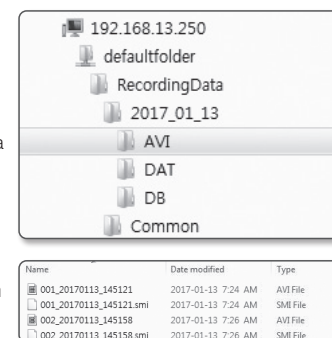 192.168.13.250
defaultfolder
RecordingData
2017_01_13
AVI
DAT
DB
Common
Name Date modified Type
001_20170113_145121 2017-01-13 7:24 AM AVI File
001_20170113_145121.smi 2017-01-13 7:24 AM SMI File
002_20170113_145158 2017-01-13 7:26 AM AVI File
002_20170113_145158.smi 2017-01-13 7:26 AM SMI File